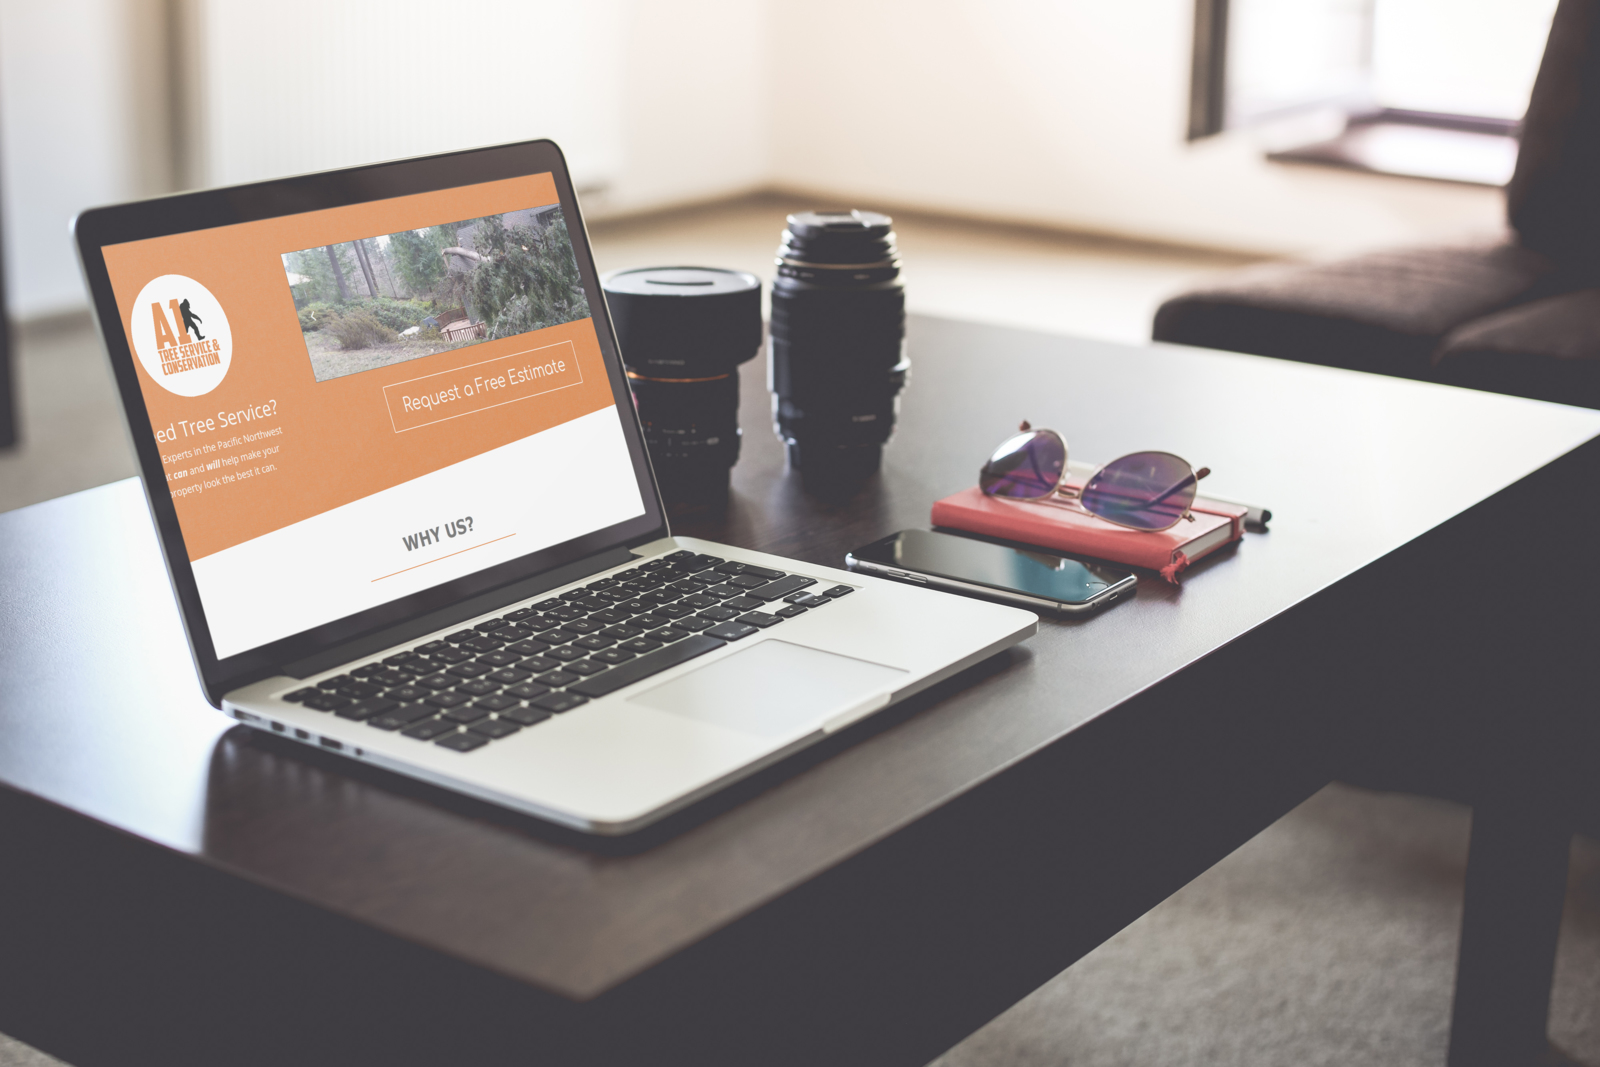 A1
TREE SERVICE &
CONSERVATION
ed Tree Service?
Experts in the Pacific Northwest
t can and will help make your
property look the best it can.
Request a Free Estimate
WHY US?